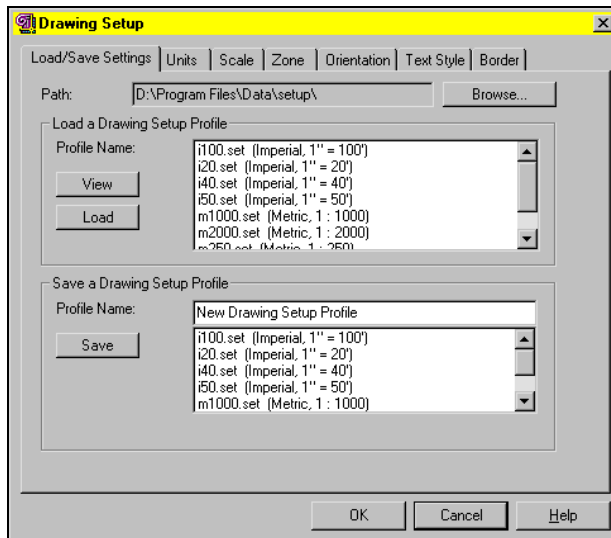 Drawing Setup
Load/Save Settings Units Scale Zone Orientation Text Style Border
Path: D:\Program Files\Data\setup\ Browse...
Load a Drawing Setup Profile
Profile Name:
View
Load
i100.set (Imperial, 1" = 100')
i20.set (Imperial, 1" = 20')
i40.set (Imperial, 1" = 40')
i50.set (Imperial, 1" = 50')
m1000.set (Metric, 1 : 1000)
m2000.set (Metric, 1 : 2000)
m250.set (Metric, 1 : 250)
Save a Drawing Setup Profile
Profile Name: New Drawing Setup Profile
Save
i100.set (Imperial, 1" = 100')
i20.set (Imperial, 1" = 20')
i40.set (Imperial, 1" = 40')
i50.set (Imperial, 1" = 50')
m1000.set (Metric, 1 : 1000)
OK Cancel Help